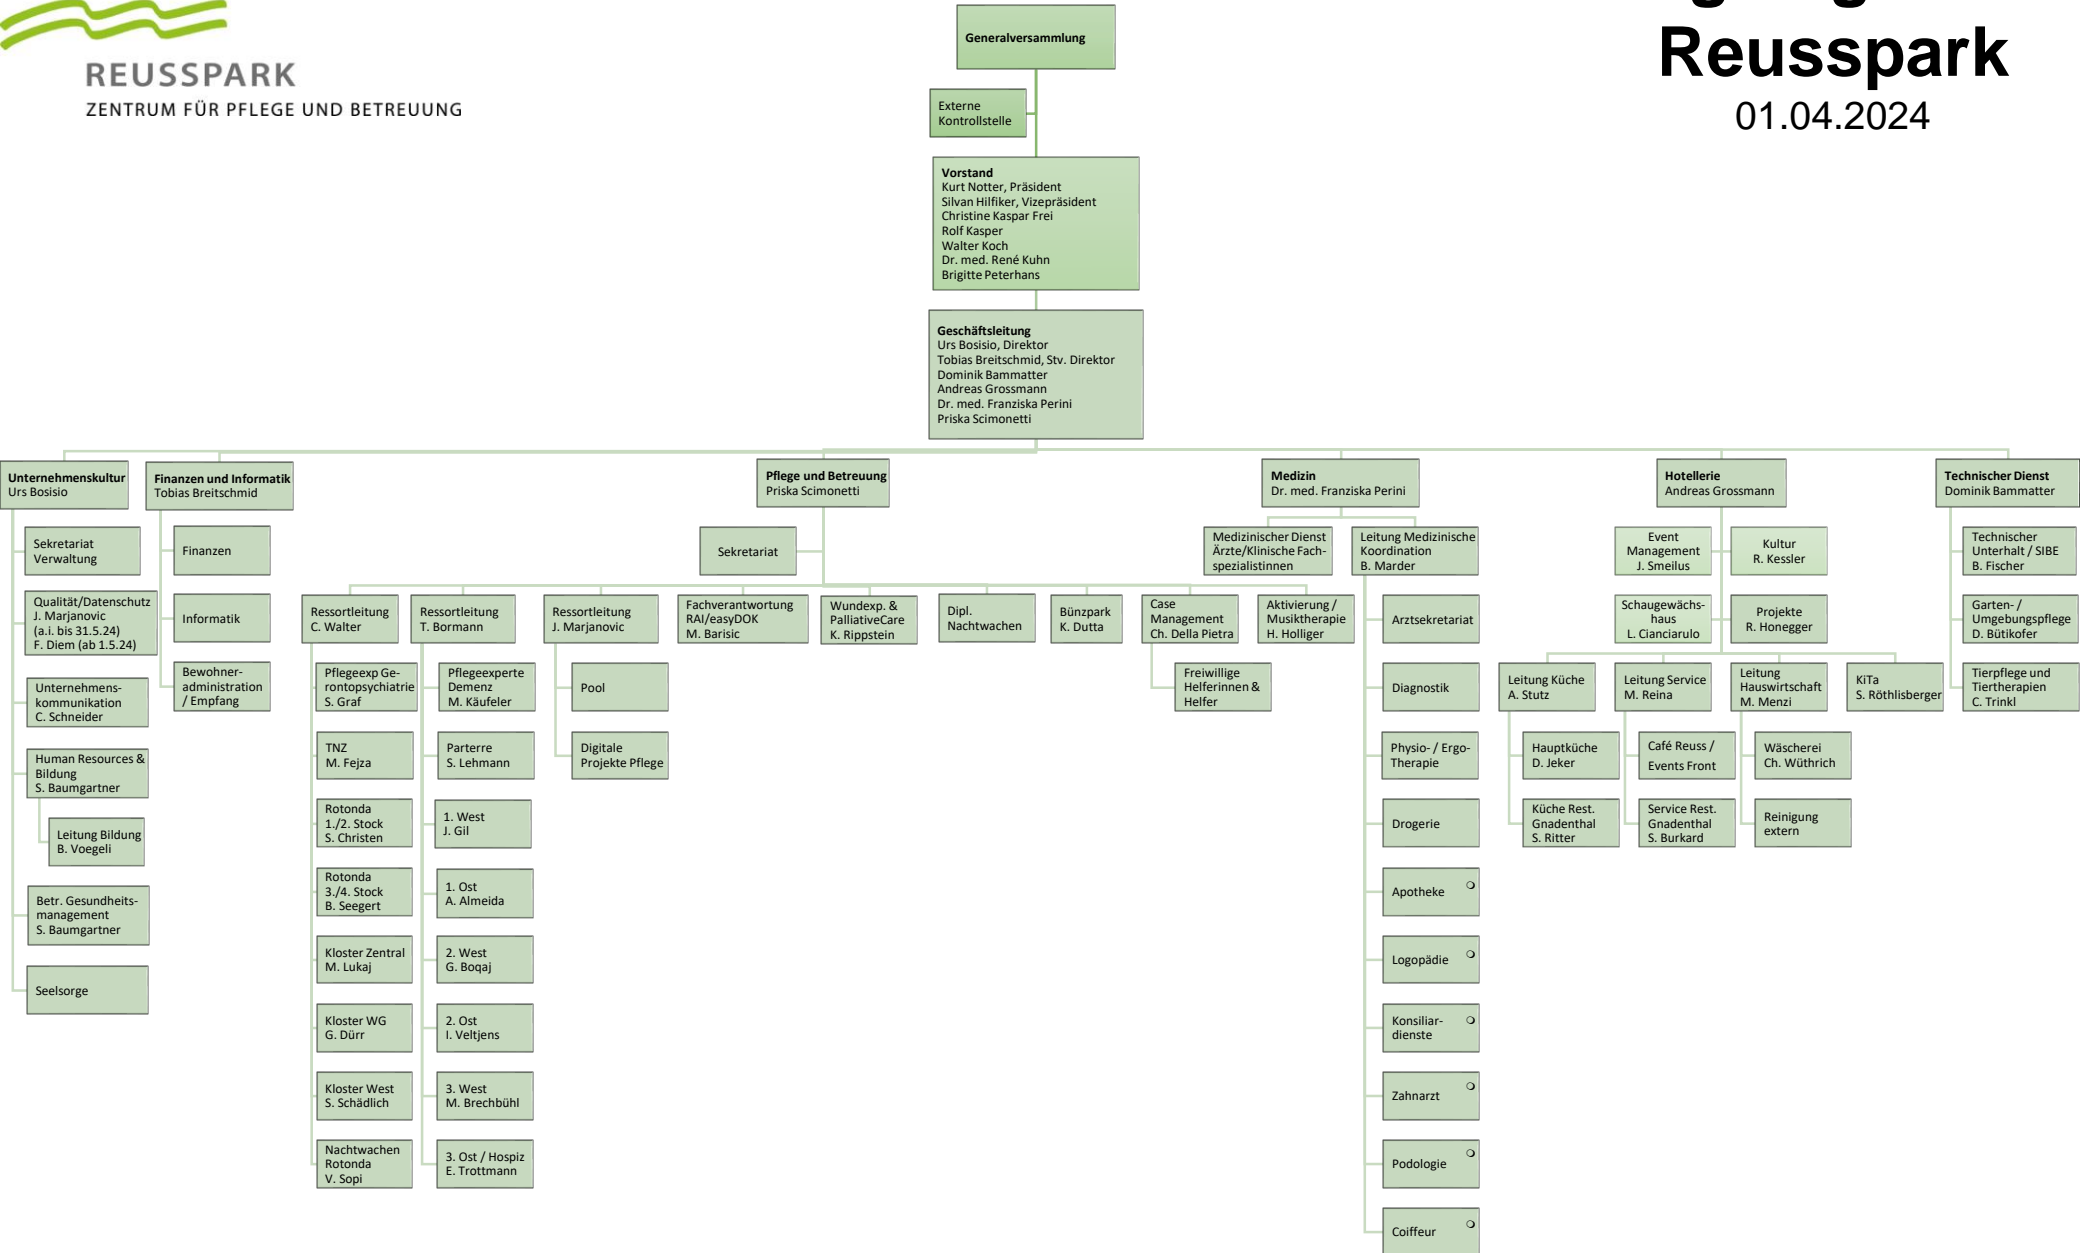 REUSSPARK
ZENTRUM FÜR PFLEGE UND BETREUUNG
Reusspark
01.04.2024
Generalversammlung
Externe
Kontrollstelle
Vorstand
Kurt Notter, Präsident
Silvan Hilfiker, Vizepräsident
Christine Kaspar Frei
Rolf Kasper
Walter Koch
Dr. med. René Kuhn
Brigitte Peterhans
Geschäftsleitung
Urs Bosisio, Direktor
Tobias Breitschmid, Stv. Direktor
Dominik Bammatter
Andreas Grossmann
Dr. med. Franziska Perini
Priska Scimonetti
Unternehmenskultur
Urs Bosisio
Sekretariat
Verwaltung
Qualität/Datenschutz
J. Marjanovic
(a.i. bis 31.5.24)
F. Diem (ab 1.5.24)
Unternehmens-
kommunikation
C. Schneider
Human Resources &
Bildung
S. Baumgartner
Leitung Bildung
B. Voegeli
Betr. Gesundheits-
management
S. Baumgartner
Seelsorge
Finanzen und Informatik
Tobias Breitschmid
Finanzen
Informatik
Bewohner-
administration
/ Empfang
Pflege und Betreuung
Priska Scimonetti
Sekretariat
Ressortleitung
C. Walter
Pflegeexp Ge-
rontopsychiatrie
S. Graf
TNZ
M. Fejza
Rotonda
1./2. Stock
S. Christen
Rotonda
3./4. Stock
B. Seegert
Kloster Zentral
M. Lukaj
Kloster WG
G. Dürr
Kloster West
S. Schädlich
Nachtwachen
Rotonda
V. Sopi
Ressortleitung
T. Bormann
Pflegeexperte
Demenz
M. Käufeler
Parterre
S. Lehmann
1. West
J. Gil
1. Ost
A. Almeida
2. West
G. Boqaj
2. Ost
I. Veltjens
3. West
M. Brechbühl
3. Ost / Hospiz
E. Trottmann
Ressortleitung
J. Marjanovic
Pool
Digitale
Projekte Pflege
Fachverantwortung
RAI/easyDOK
M. Barisic
Wundexp. &
PalliativeCare
K. Rippstein
Dipl.
Nachtwachen
Bünzpark
K. Dutta
Case
Management
Ch. Della Pietra
Freiwillige
Helferinnen &
Helfer
Aktivierung /
Musiktherapie
H. Holliger
Medizin
Dr. med. Franziska Perini
Medizinischer Dienst
Ärzte/Klinische Fach-
spezialistinnen
Leitung Medizinische
Koordination
B. Marder
Arztsekretariat
Diagnostik
Physio- / Ergo-
Therapie
Drogerie
Apotheke
Logopädie
Konsiliar-
dienste
Zahnarzt
Podologie
Coiffeur
Hotellerie
Andreas Grossmann
Event
Management
J. Smeilus
Kultur
R. Kessler
Schaugewächs-
haus
L. Cianciarulo
Projekte
R. Honegger
Leitung Küche
A. Stutz
Hauptküche
D. Jeker
Küche Rest.
Gnadenthal
S. Ritter
Leitung Service
M. Reina
Café Reuss /
Events Front
Service Rest.
Gnadenthal
S. Burkard
Leitung
Hauswirtschaft
M. Menzi
Wäscherei
Ch. Wüthrich
Reinigung
extern
KiTa
S. Röthlisberger
Technischer Dienst
Dominik Bammatter
Technischer
Unterhalt / SIBE
B. Fischer
Garten- /
Umgebungspflege
D. Bütikofer
Tierpflege und
Tiertherapien
C. Trinkl